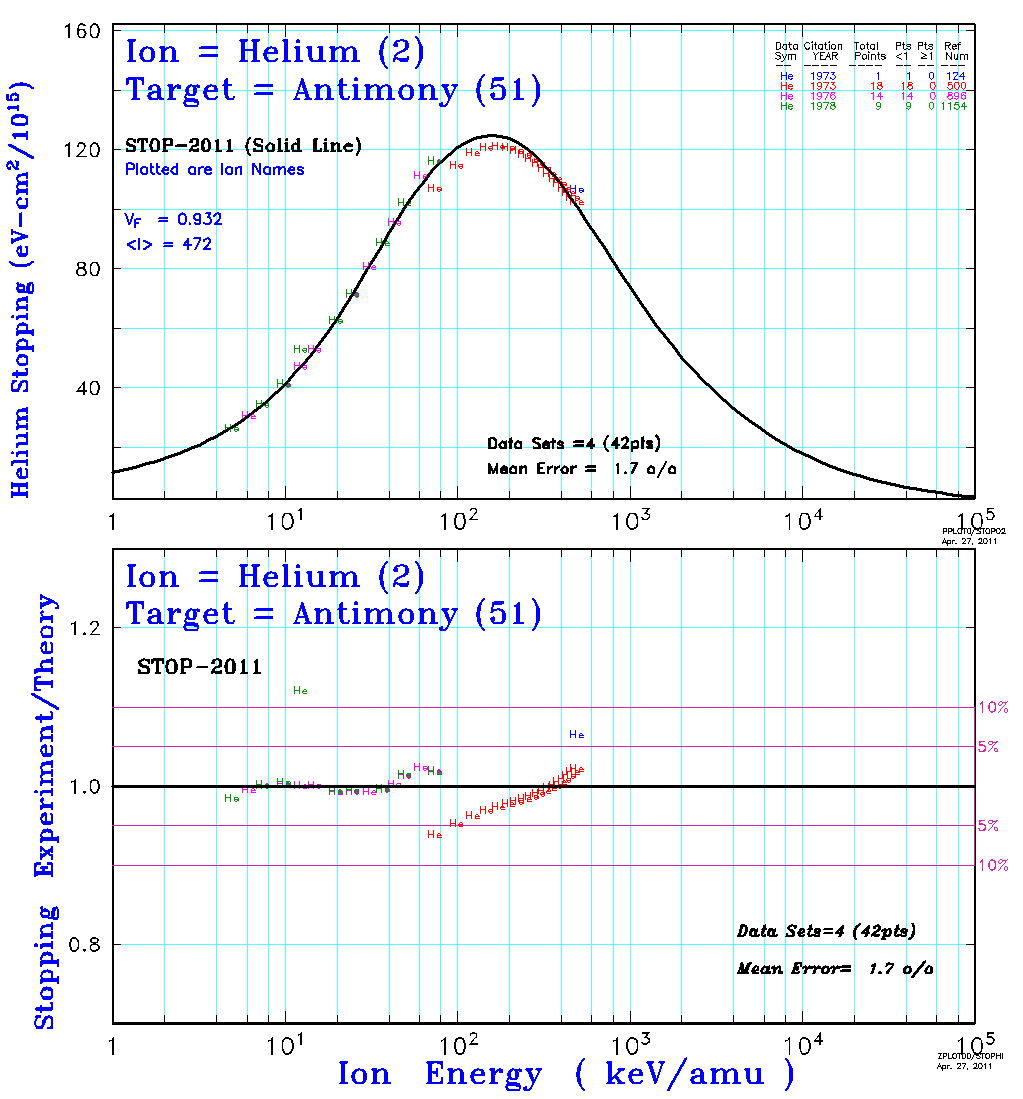 Ion = Helium (2)
Target = Antimony (51)
STOP-2011 (Solid Line)
Plotted are Ion Names
VF = 0.932
<I> = 472
Data Citation Total Pts Pts Ref
Sym YEAR Points <1 ≥1 Num
He 1973 1 1 0 124
He 1973 18 18 0 500
He 1976 14 14 0 896
He 1978 9 9 0 1154
Helium Stopping (eV-cm²/10¹⁵)
160
120
80
40
Data Sets =4 (42pts)
Mean Error = 1.7 o/o
1 10¹ 10² 10³ 10⁴ 10⁵
PPLOT0/STOP02
Apr. 27, 2011
Ion = Helium (2)
Target = Antimony (51)
STOP-2011
Stopping Experiment/Theory
1.2
1.0
0.8
10%
5%
5%
10%
Data Sets=4 (42pts)
Mean Error= 1.7 o/o
1 10¹ 10² 10³ 10⁴ 10⁵
Ion Energy ( keV/amu )
Apr. 27, 2011